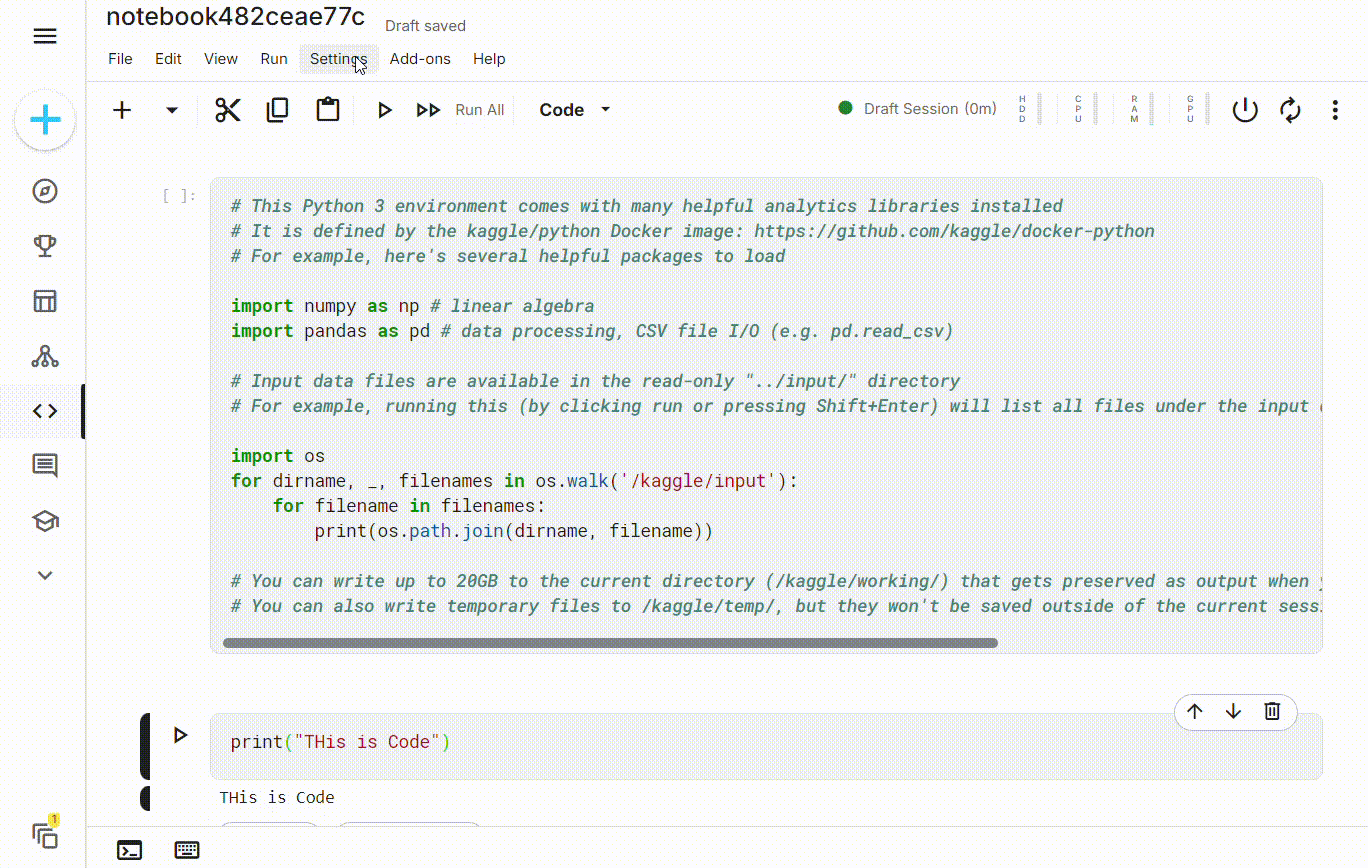 notebook482ceae77c Draft saved
File Edit View Run Settings Add-ons Help
Run All Code Draft Session (0m) HDD CPU RAM GPU
[ ]:
# This Python 3 environment comes with many helpful analytics libraries installed
# It is defined by the kaggle/python Docker image: https://github.com/kaggle/docker-python
# For example, here's several helpful packages to load
import numpy as np # linear algebra
import pandas as pd # data processing, CSV file I/O (e.g. pd.read_csv)
# Input data files are available in the read-only "../input/" directory
# For example, running this (by clicking run or pressing Shift+Enter) will list all files under the input
import os
for dirname, _, filenames in os.walk('/kaggle/input'):
    for filename in filenames:
        print(os.path.join(dirname, filename))
# You can write up to 20GB to the current directory (/kaggle/working/) that gets preserved as output when
# You can also write temporary files to /kaggle/temp/, but they won't be saved outside of the current sess
print("THis is Code")
THis is Code
1